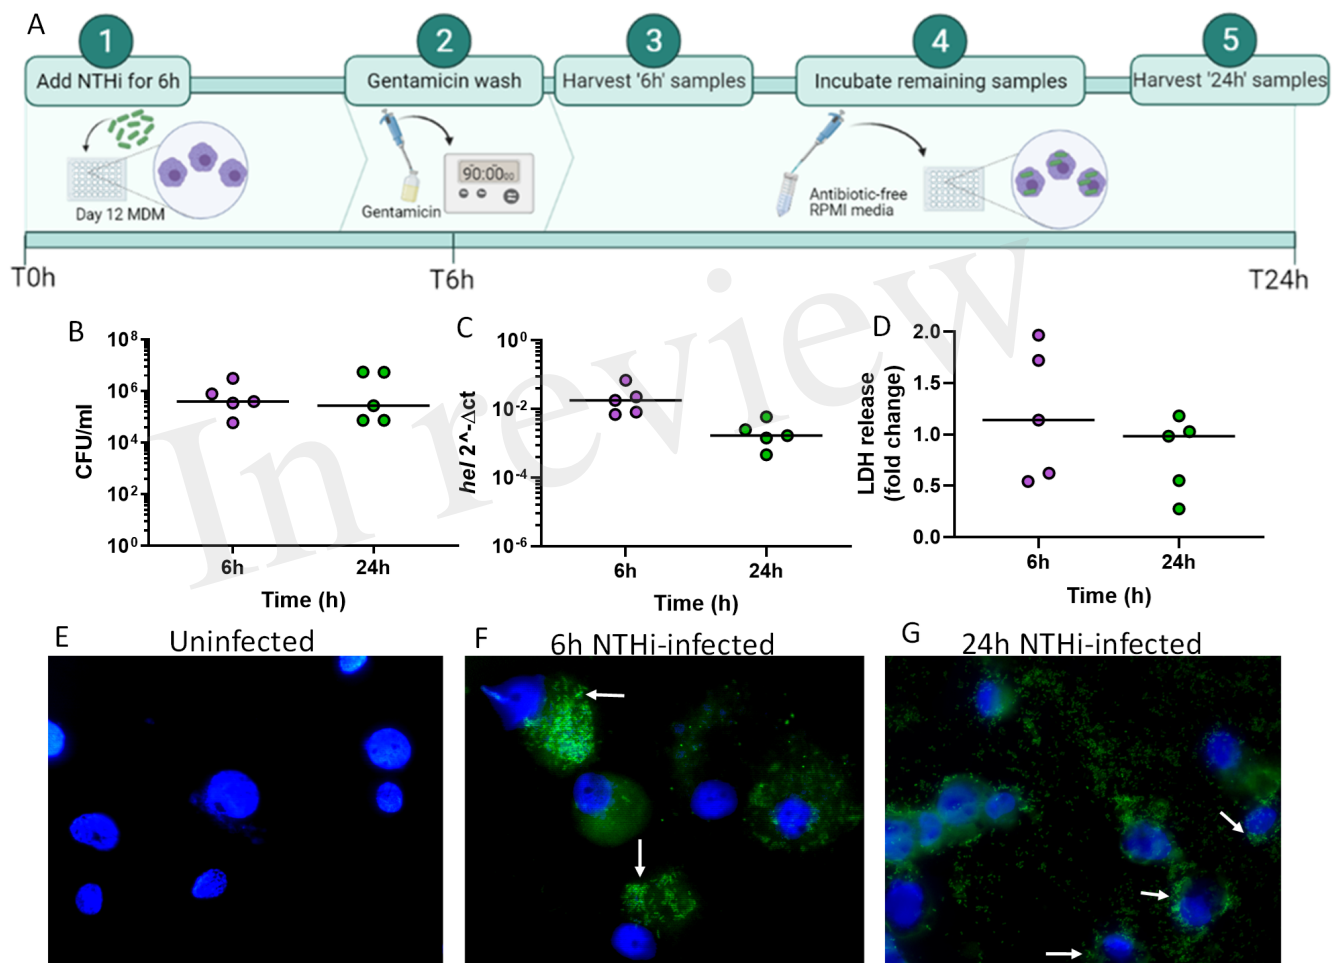 A
1
2
3
4
5
Add NTHi for 6h
Gentamicin wash
Harvest '6h' samples
Incubate remaining samples
Harvest '24h' samples
90:00 00
Day 12 MDM
Gentamicin
Antibiotic-free
RPMI media
T0h
T6h
T24h
In review
B
10^8
10^6
10^4
10^2
10^0
CFU/ml
6h
24h
Time (h)
C
10^0
10^-2
10^-4
10^-6
hel 2^-Δct
6h
24h
Time (h)
D
2.0
1.5
1.0
0.5
0.0
LDH release
(fold change)
6h
24h
Time (h)
E
Uninfected
F
6h NTHi-infected
G
24h NTHi-infected